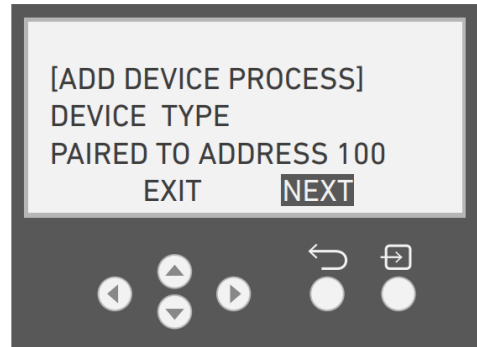 [ADD DEVICE PROCESS]
DEVICE TYPE
PAIRED TO ADDRESS 100
EXIT NEXT